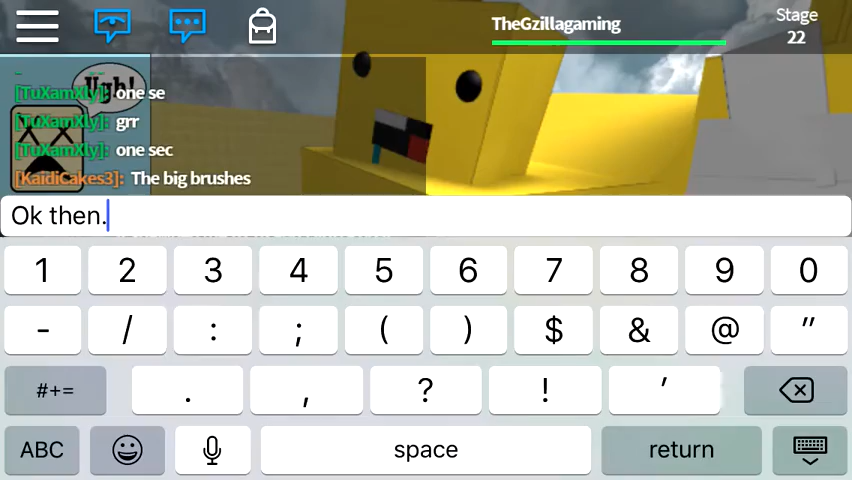 TheGzillagaming
Stage
22
Ugh!
[TuXamXly]: one se
[TuXamXly]: grr
[TuXamXly]: one sec
[KaidiCakes3]: The big brushes
Ok then.
1 2 3 4 5 6 7 8 9 0
- / : ; ( ) $ & @ "
#+= . , ? ! '
ABC space return